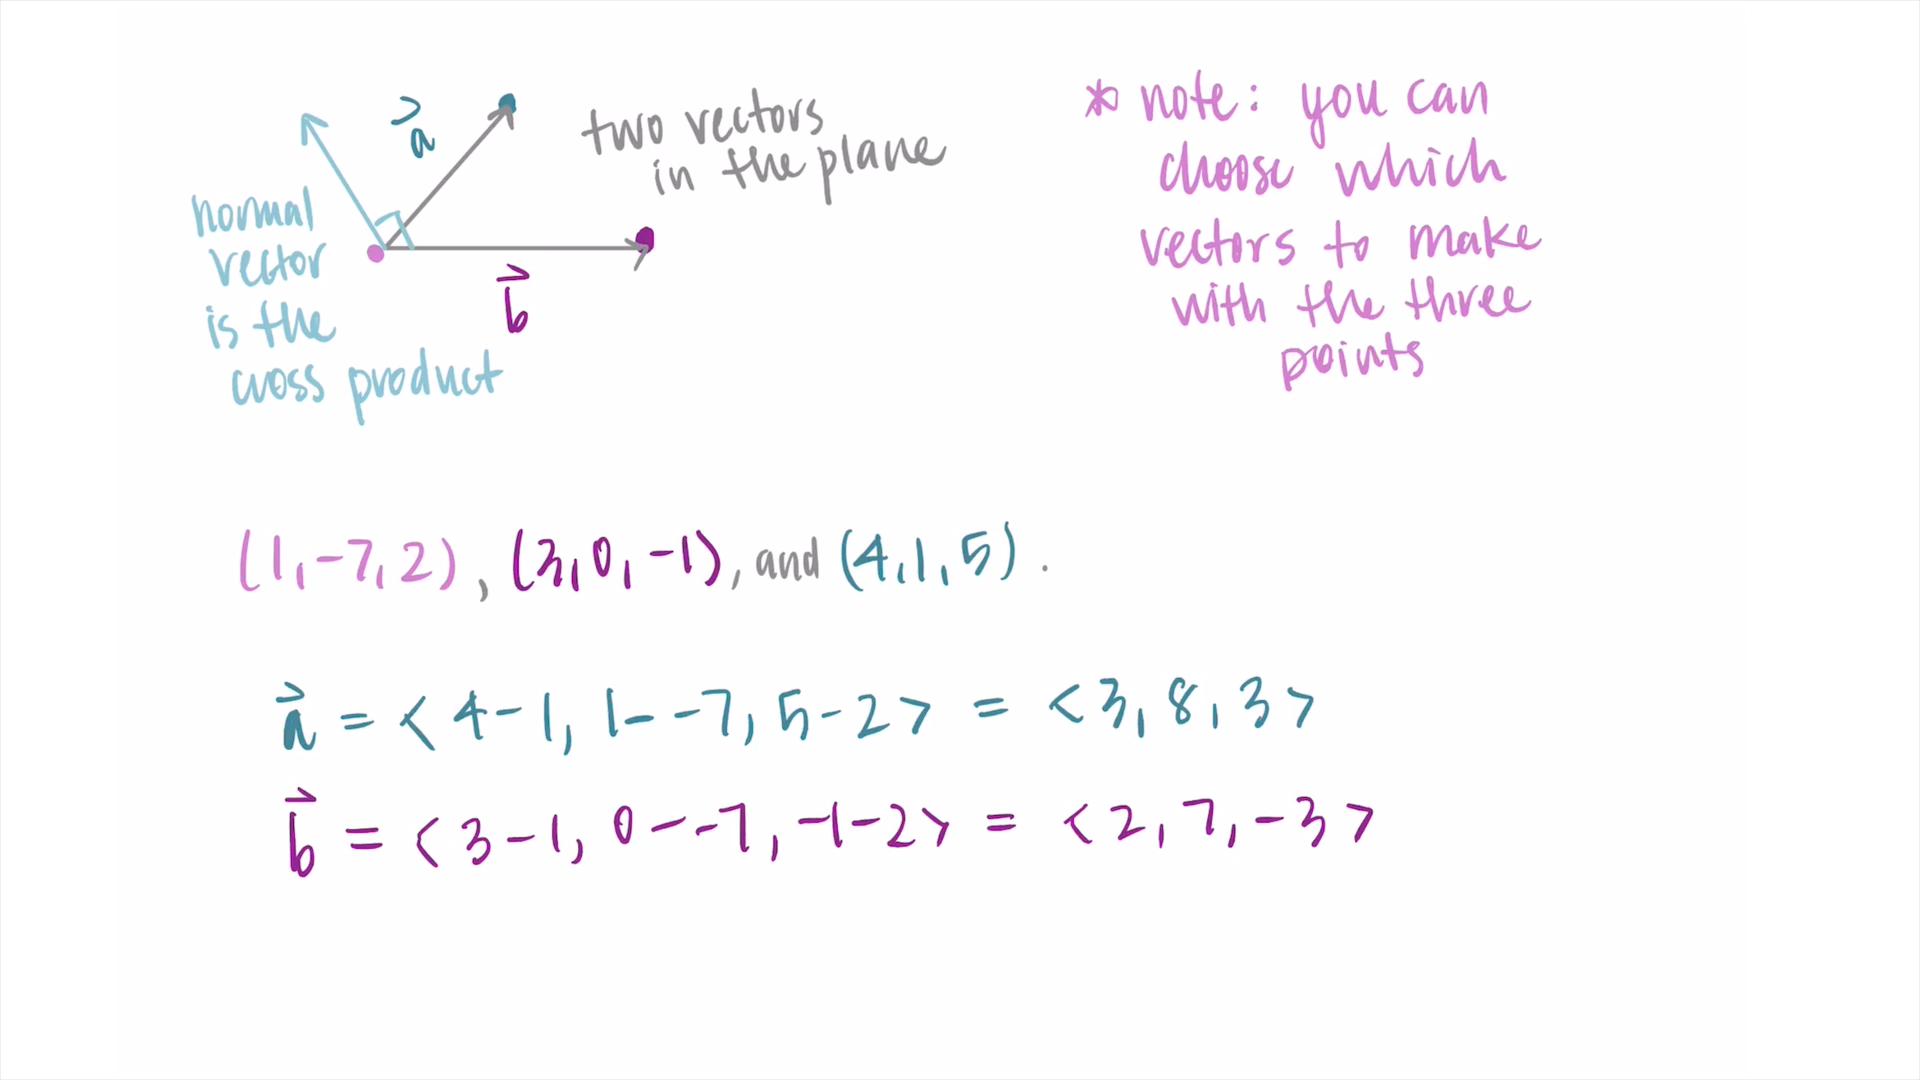 a
two vectors
in the plane
normal
vector
is the
cross product
b
* note: you can
choose which
vectors to make
with the three
points
(1,-7,2), (3,0,-1), and (4,1,5).
a = <4-1, 1--7, 5-2> = <3, 8, 3>
b = <3-1, 0--7, -1-2> = <2, 7, -3>